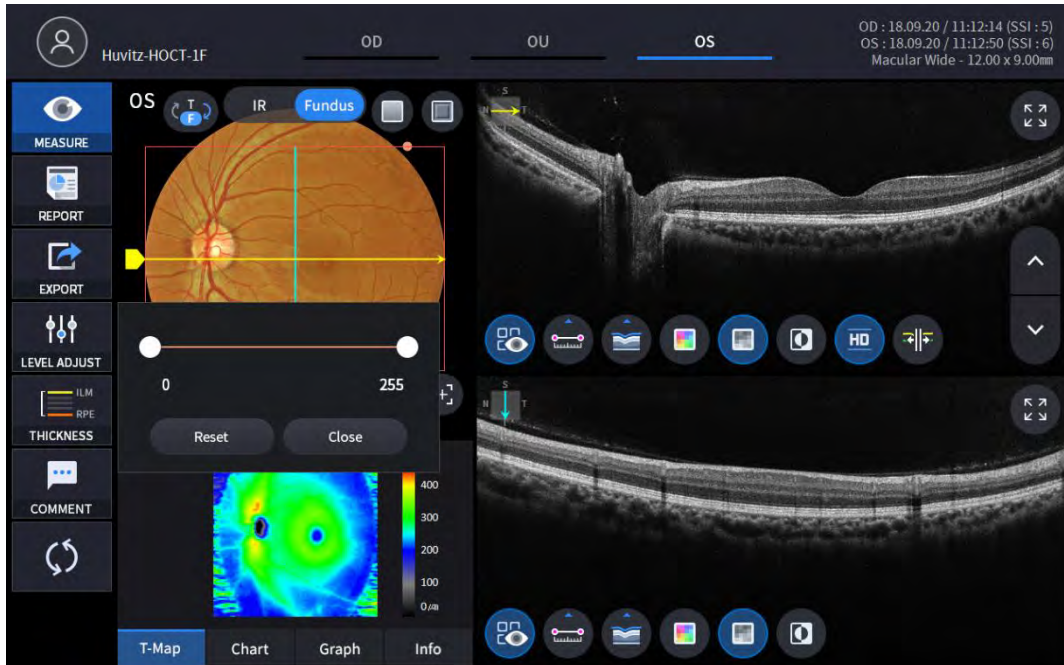 Huvitz-HOCT-1F
OD
OU
OS
OD : 18.09.20 / 11:12:14 (SSI : 5)
OS : 18.09.20 / 11:12:50 (SSI : 6)
Macular Wide - 12.00 x 9.00mm
MEASURE
REPORT
EXPORT
LEVEL ADJUST
ILM
RPE
THICKNESS
COMMENT
OS
T
F
IR
Fundus
0
255
Reset
Close
400
300
200
100
0/㎛
T-Map
Chart
Graph
Info
S
N
T
HD
S
N
T